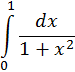 ∫₀¹ dx / (1 + x²)